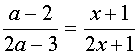 (a − 2)/(2a − 3) = (x + 1)/(2x + 1)